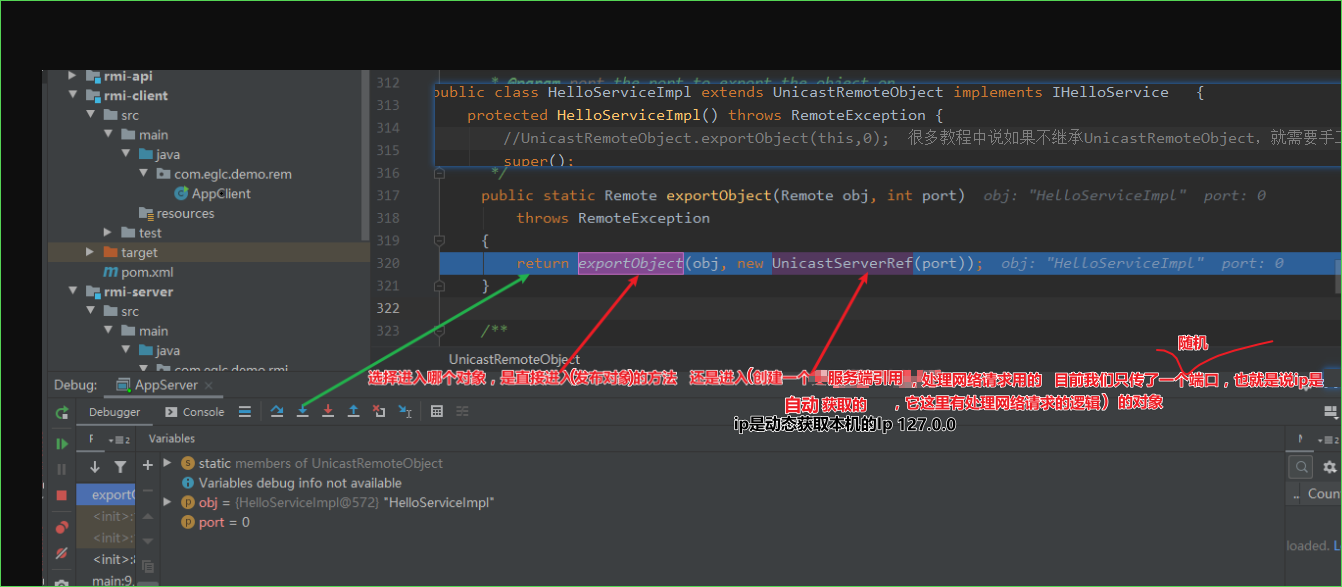 rmi-api
rmi-client
src
main
java
com.eglc.demo.rem
AppClient
resources
test
target
pom.xml
rmi-server
src
main
java
com.eglc.demo.rmi
312 * @param port the port to export the object on
313 public class HelloServiceImpl extends UnicastRemoteObject implements IHelloService {
314 protected HelloServiceImpl() throws RemoteException {
315 //UnicastRemoteObject.exportObject(this,0); 很多教程中说如果不继承UnicastRemoteObject，就需要手工
super();
316 */
317 public static Remote exportObject(Remote obj, int port) obj: "HelloServiceImpl" port: 0
318 throws RemoteException
319 {
320 return exportObject(obj, new UnicastServerRef(port)); obj: "HelloServiceImpl" port: 0
321 }
322
323 /**
随机
UnicastRemoteObject
选择进入哪个对象，是直接进入(发布对象)的方法 还是进入(创建一个 服务端引用 ，处理网络请求用的 目前我们只传了一个端口，也就是说ip是
自动 获取的 ，它这里有处理网络请求的逻辑）的对象
ip是动态获取本机的Ip 127.0.0
Debug: AppServer
Debugger Console
F 2 Variables
static members of UnicastRemoteObject
Variables debug info not available
obj = {HelloServiceImpl@572} "HelloServiceImpl"
port = 0
export
<init>:
<init>:
<init>:
main:9,
2
Coun
loaded. L